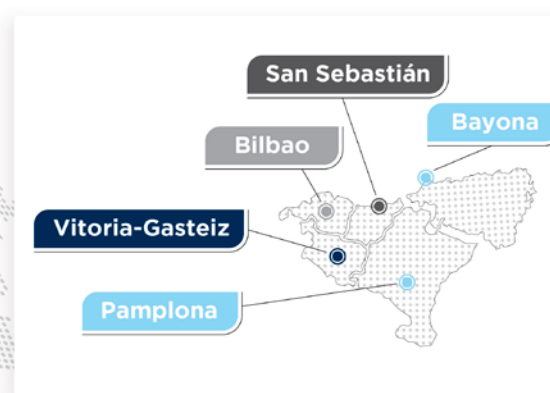 San Sebastián
Bayona
Bilbao
Vitoria-Gasteiz
Pamplona